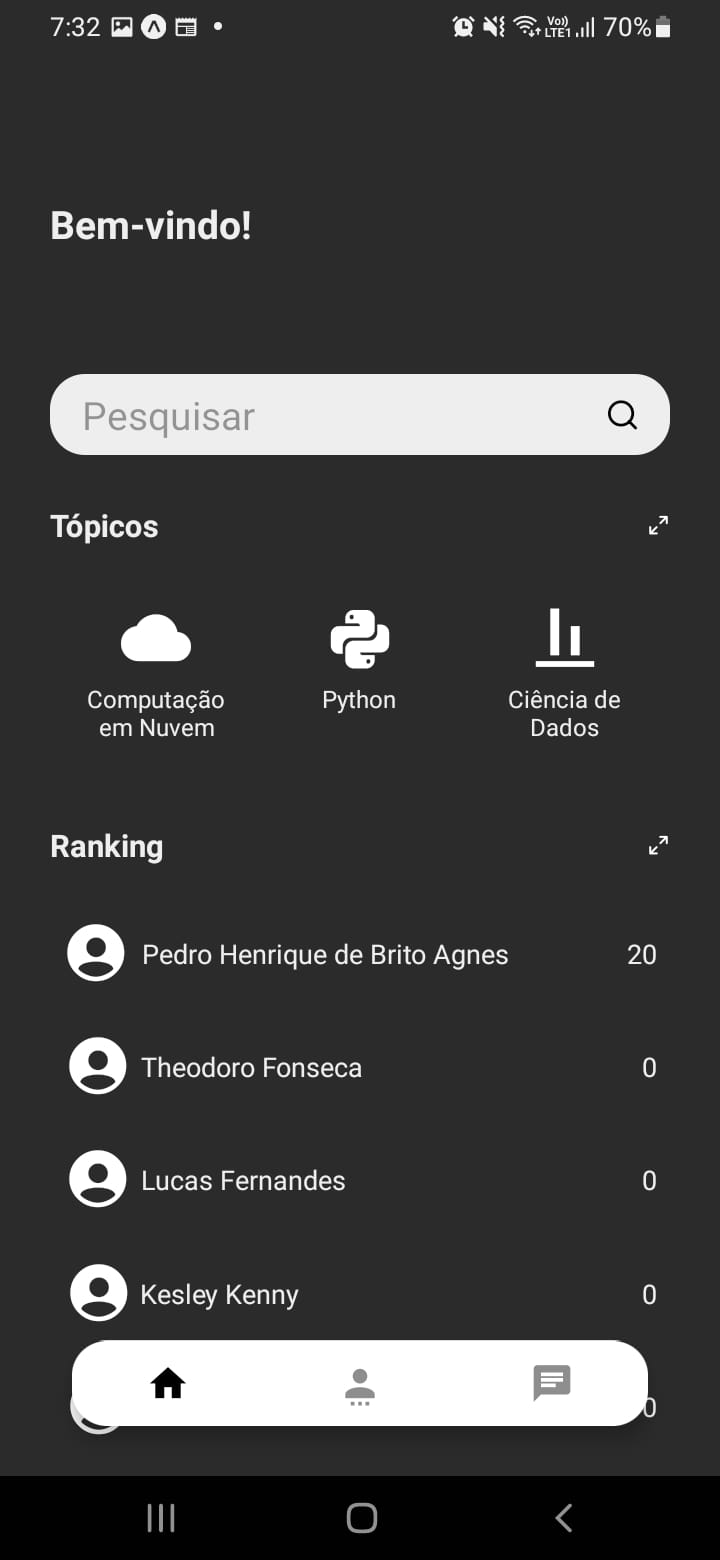 7:32
Vo)) LTE1 70%
Bem-vindo!
Pesquisar
Tópicos
Computação
em Nuvem
Python
Ciência de
Dados
Ranking
Pedro Henrique de Brito Agnes 20
Theodoro Fonseca 0
Lucas Fernandes 0
Kesley Kenny 0
0